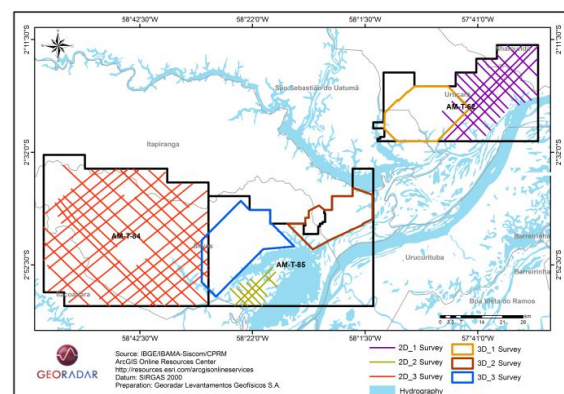 58°42'30"W
58°22'0"W
58°1'30"W
57°41'0"W
2°11'30"S
2°11'30"S
São Sebastião do Uatumã
Urucará
AM-T-62
2°32'0"S
2°32'0"S
Itapiranga
AM-T-84
AM-T-85
Silves
Urucurituba
Barreirinha
Barreirinha
2°52'30"S
2°52'30"S
Itacoatiara
Boa Vista do Ramos
58°42'30"W
58°22'0"W
58°1'30"W
57°41'0"W
GEORADAR
Source: IBGE/IBAMA-Siscom/CPRM
ArcGIS Online Resources Center
http://resources.esri.com/arcgisonlineservices
Datum: SIRGAS 2000
Preparation: Georadar Levantamentos Geofísicos S.A.
2D_1 Survey
2D_2 Survey
2D_3 Survey
Hydrography
3D_1 Survey
3D_2 Survey
3D_3 Survey